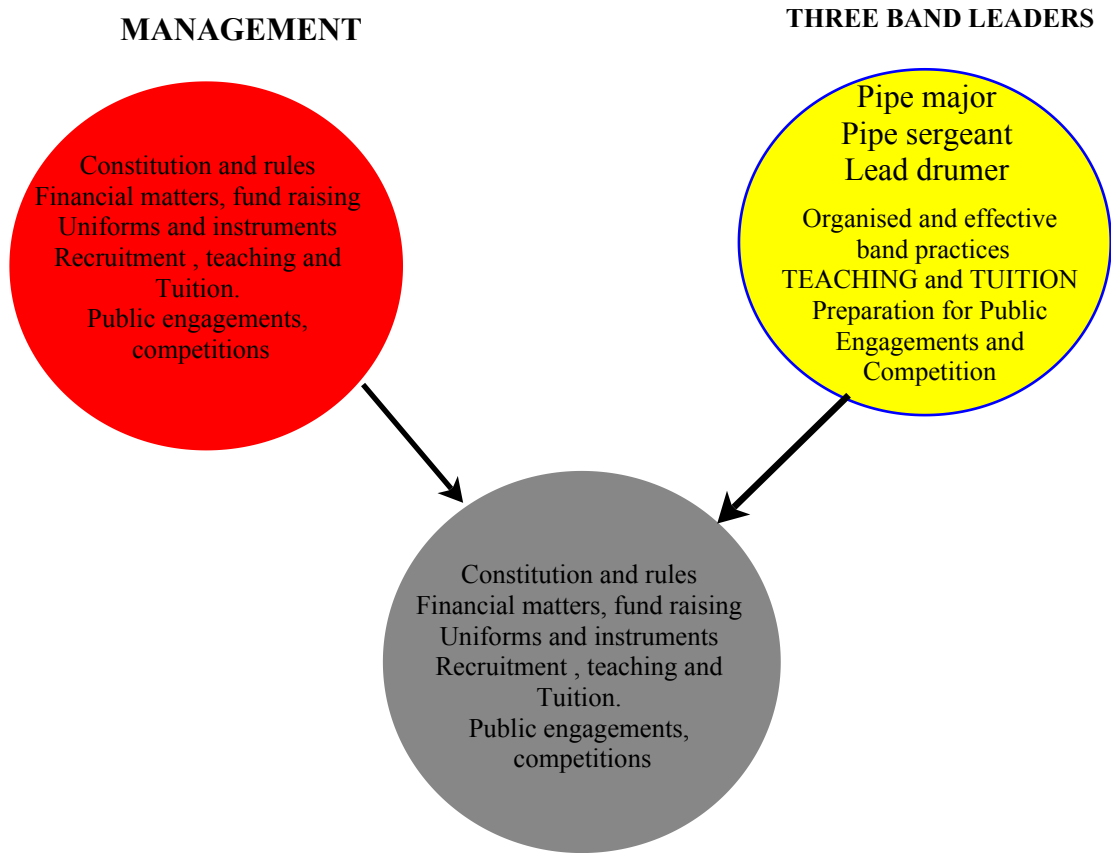 MANAGEMENT
Constitution and rules
Financial matters, fund raising
Uniforms and instruments
Recruitment , teaching and
Tuition.
Public engagements,
competitions
THREE BAND LEADERS
Pipe major
Pipe sergeant
Lead drumer
Organised and effective
band practices
TEACHING and TUITION
Preparation for Public
Engagements and
Competition
Constitution and rules
Financial matters, fund raising
Uniforms and instruments
Recruitment , teaching and
Tuition.
Public engagements,
competitions